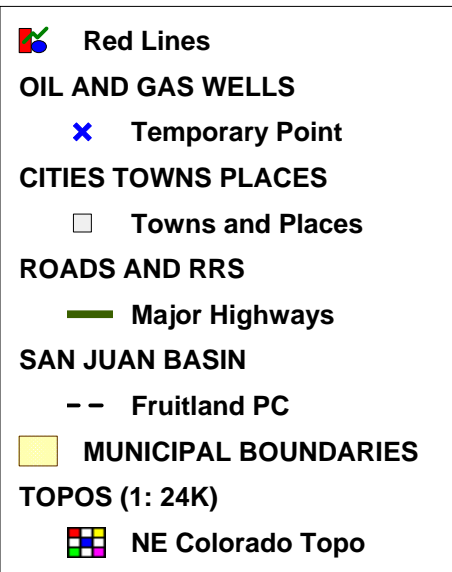 Red Lines
OIL AND GAS WELLS
Temporary Point
CITIES TOWNS PLACES
Towns and Places
ROADS AND RRS
Major Highways
SAN JUAN BASIN
Fruitland PC
MUNICIPAL BOUNDARIES
TOPOS (1: 24K)
NE Colorado Topo